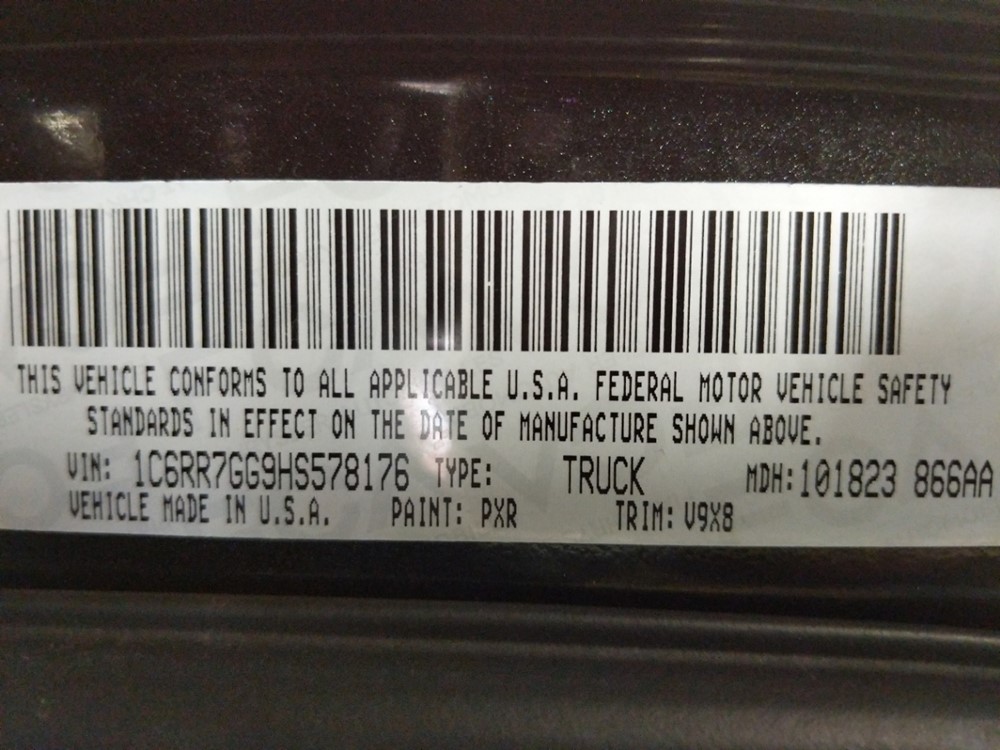 THIS VEHICLE CONFORMS TO ALL APPLICABLE U.S.A. FEDERAL MOTOR VEHICLE SAFETY
STANDARDS IN EFFECT ON THE DATE OF MANUFACTURE SHOWN ABOVE.
VIN: 1C6RR7GG9HS578176 TYPE: TRUCK MDH:101823 866AA
VEHICLE MADE IN U.S.A. PAINT: PXR TRIM: V9X8